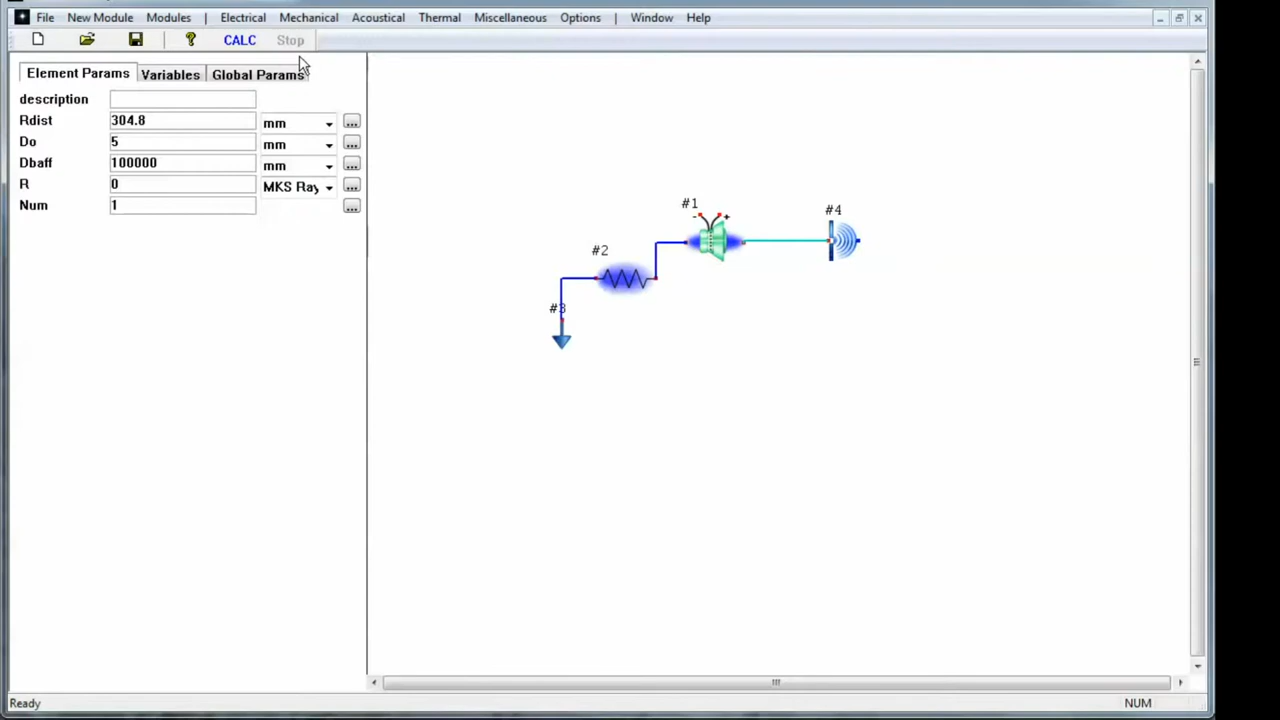 File New Module Modules | Electrical Mechanical Acoustical Thermal Miscellaneous Options | Window Help
? CALC Stop
Element Params Variables Global Params
description
Rdist 304.8 mm ...
Do 5 mm ...
Dbaff 100000 mm ...
R 0 MKS Ray ...
Num 1 ...
#1
- +
#4
#2
#3
Ready NUM